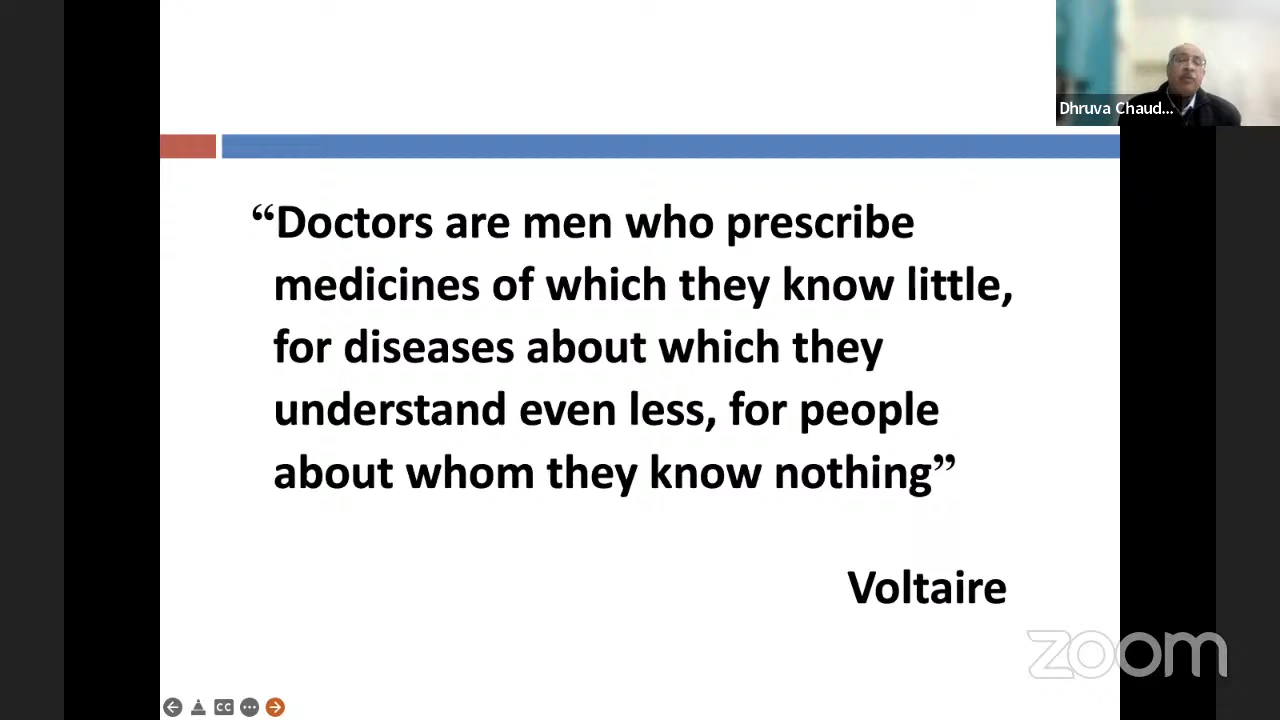 Dhruva Chaud...
“Doctors are men who prescribe
medicines of which they know little,
for diseases about which they
understand even less, for people
about whom they know nothing”
Voltaire
zoom
CC